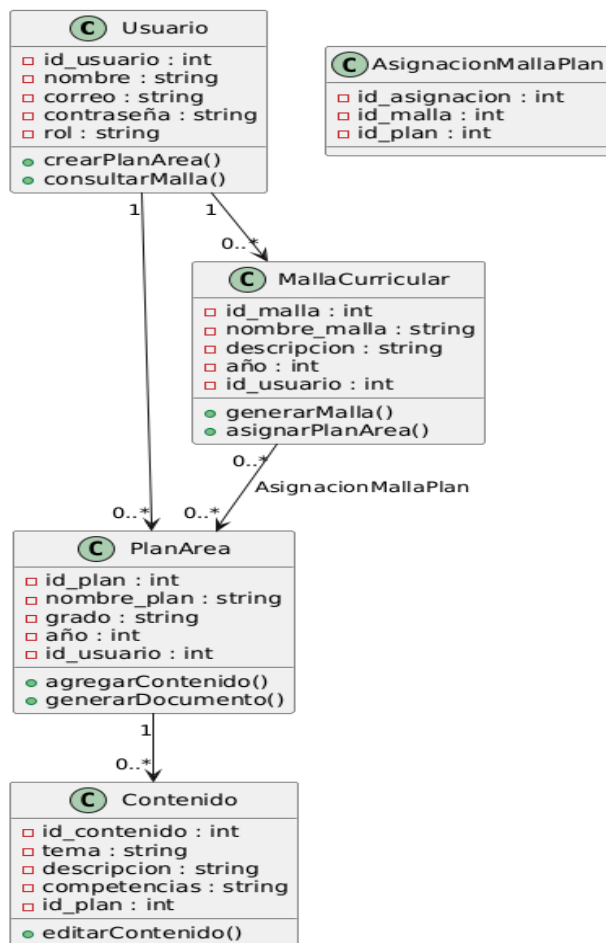 C Usuario
id_usuario : int
nombre : string
correo : string
contraseña : string
rol : string
crearPlanArea()
consultarMalla()
C AsignacionMallaPlan
id_asignacion : int
id_malla : int
id_plan : int
1
1
0..*
C MallaCurricular
id_malla : int
nombre_malla : string
descripcion : string
año : int
id_usuario : int
generarMalla()
asignarPlanArea()
0..*
AsignacionMallaPlan
0..*
0..*
C PlanArea
id_plan : int
nombre_plan : string
grado : string
año : int
id_usuario : int
agregarContenido()
generarDocumento()
1
0..*
C Contenido
id_contenido : int
tema : string
descripcion : string
competencias : string
id_plan : int
editarContenido()